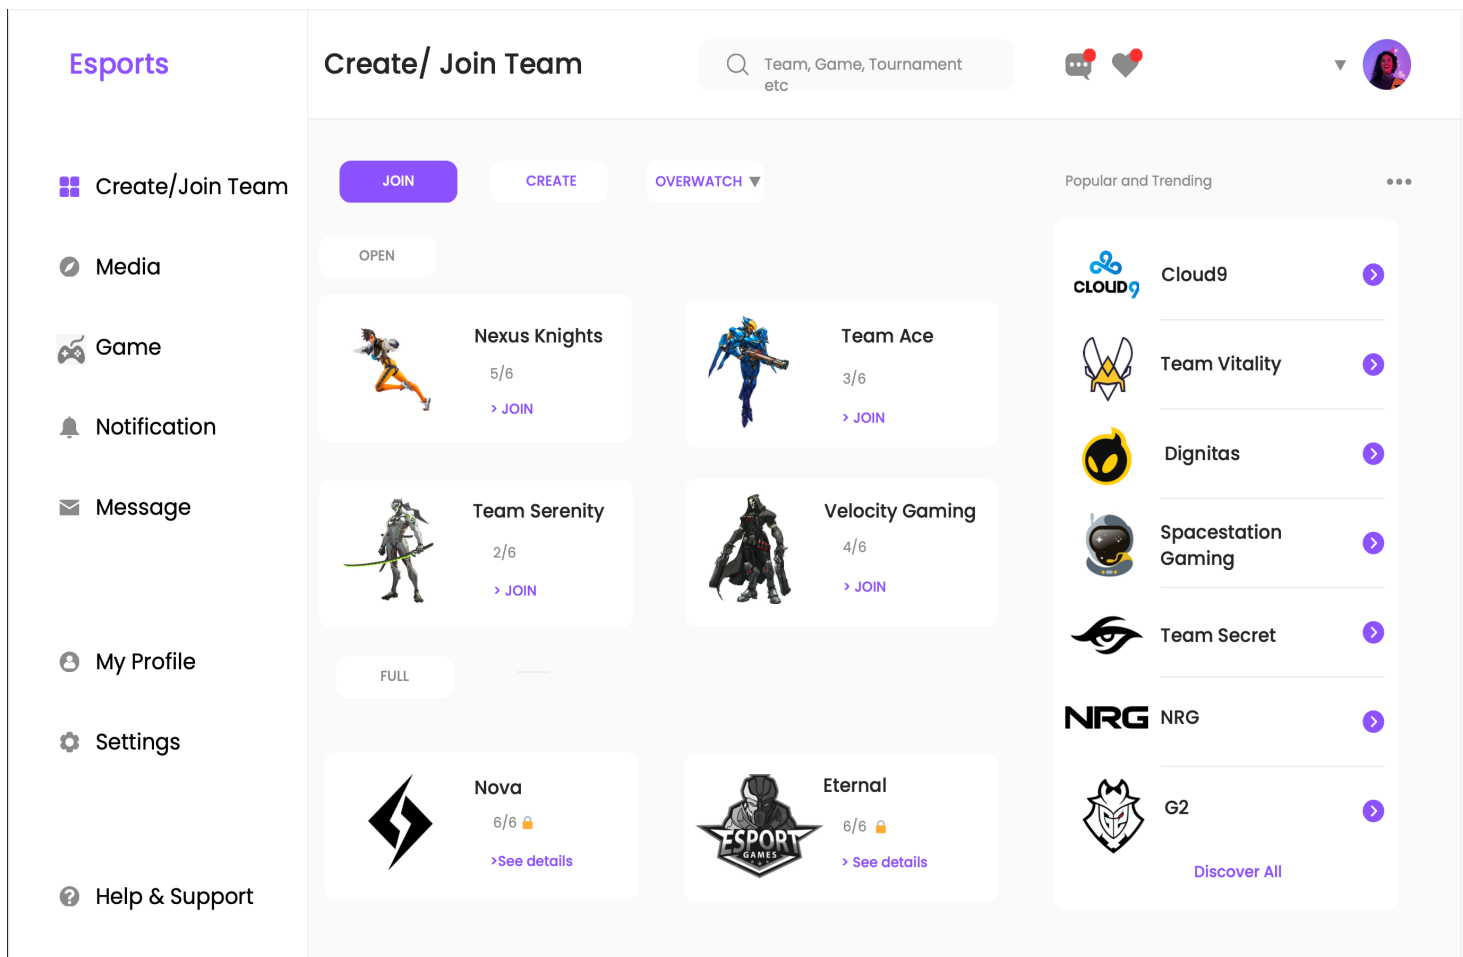 Esports
Create/ Join Team
Team, Game, Tournament
etc
Create/Join Team
Media
Game
Notification
Message
My Profile
Settings
Help & Support
JOIN
CREATE
OVERWATCH
OPEN
Nexus Knights
5/6
> JOIN
Team Ace
3/6
> JOIN
Team Serenity
2/6
> JOIN
Velocity Gaming
4/6
> JOIN
FULL
Nova
6/6
>See details
ESPORT
GAMES
Eternal
6/6
> See details
Popular and Trending
CLOUD9
Cloud9
Team Vitality
Dignitas
Spacestation
Gaming
Team Secret
NRG
NRG
G2
Discover All